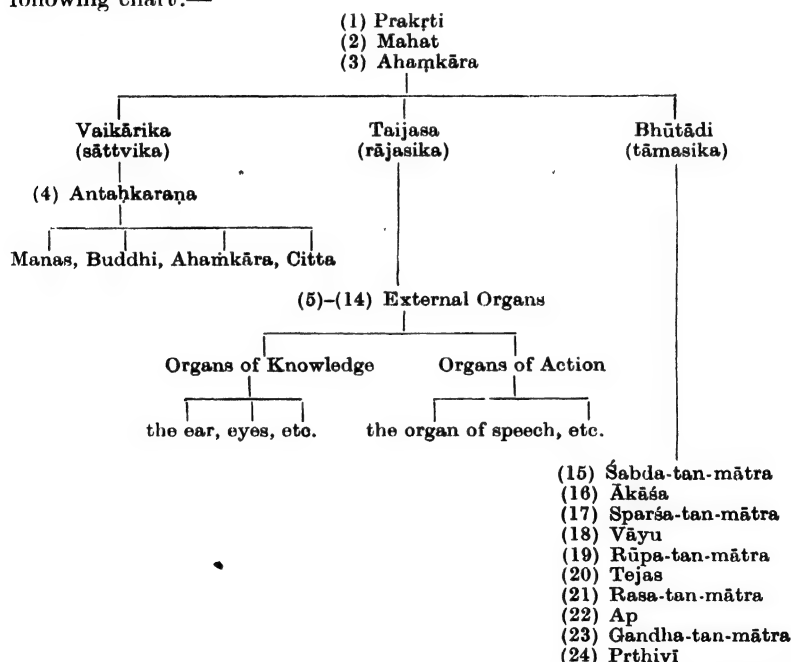 following chart:—
(1) Prakṛti
(2) Mahat
(3) Ahaṃkāra
Vaikārika Taijasa Bhūtādi
(sāttvika) (rājasika) (tāmasika)
(4) Antaḥkaraṇa
Manas, Buddhi, Ahaṁkāra, Citta
(5)–(14) External Organs
Organs of Knowledge Organs of Action
the ear, eyes, etc. the organ of speech, etc.
(15) Śabda-tan-mātra
(16) Ākāśa
(17) Sparśa-tan-mātra
(18) Vāyu
(19) Rūpa-tan-mātra
(20) Tejas
(21) Rasa-tan-mātra
(22) Ap
(23) Gandha-tan-mātra
(24) Pṛthivī